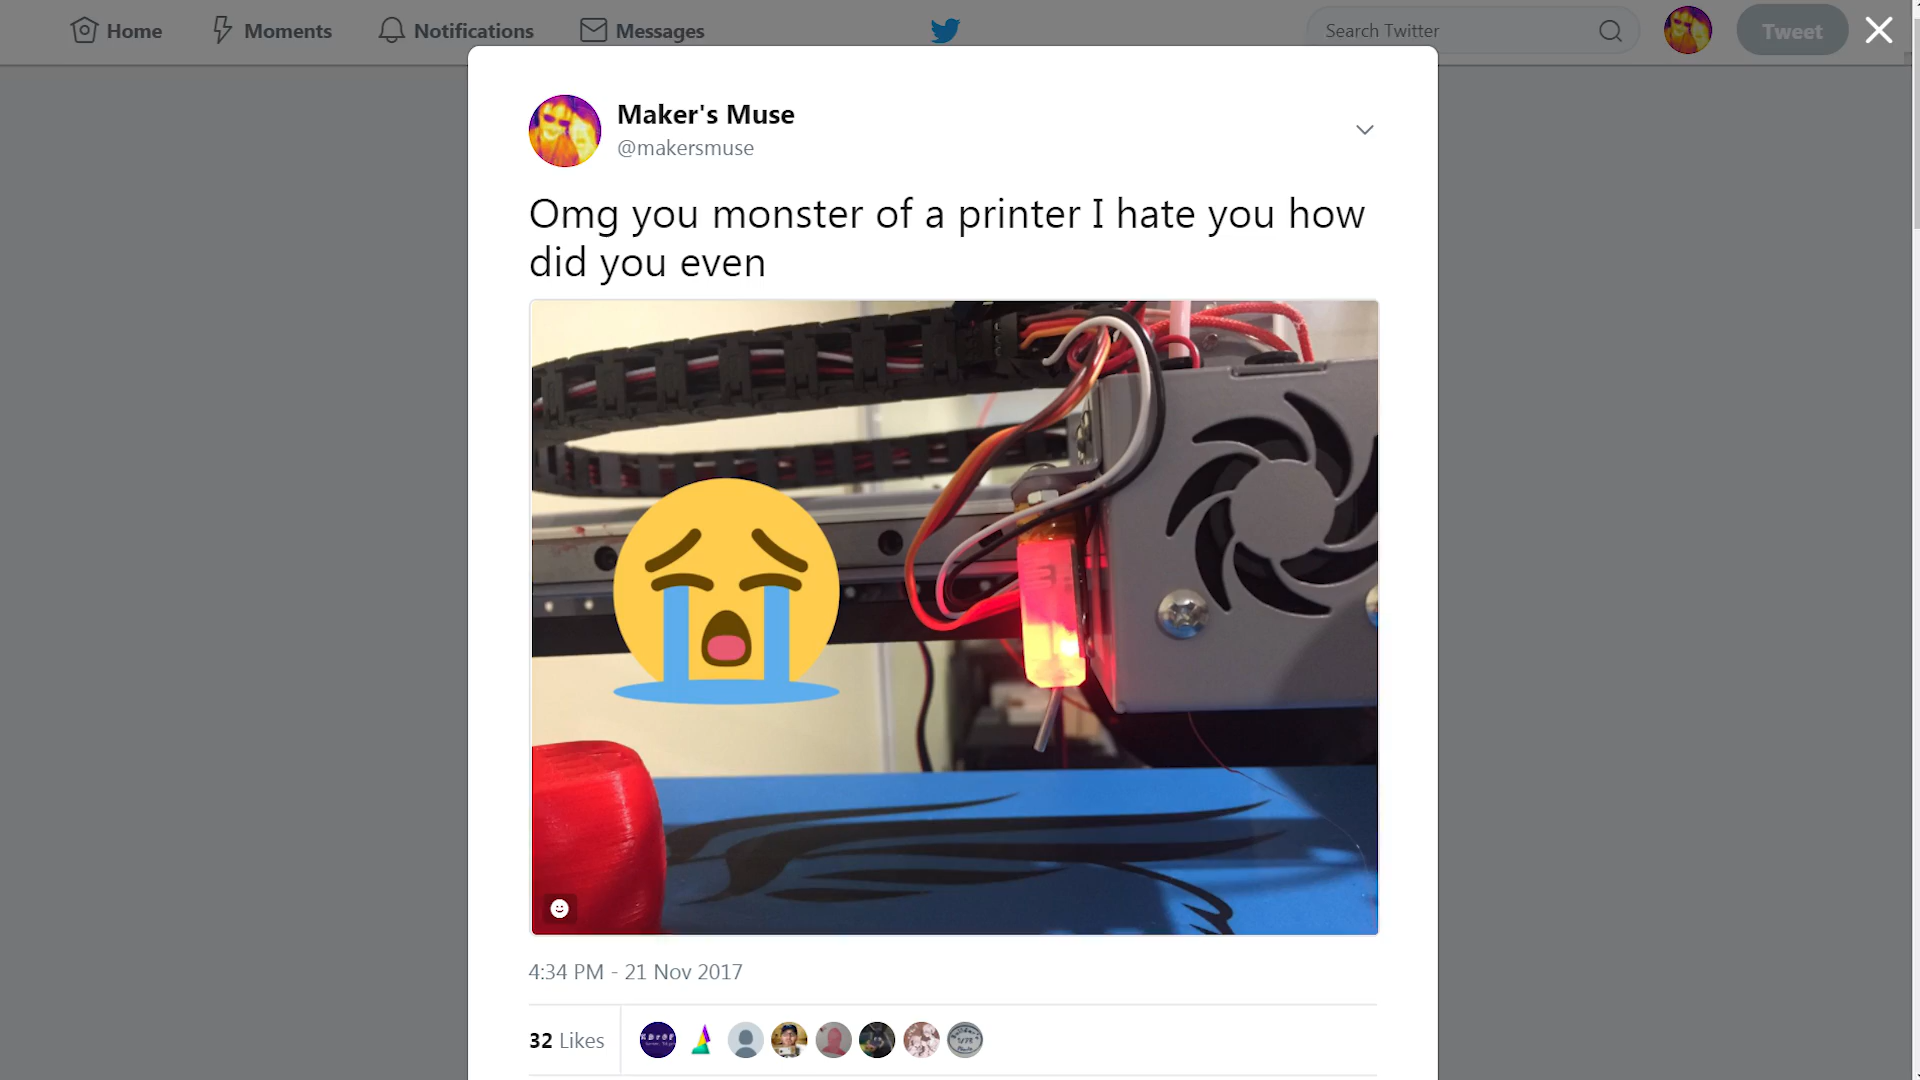 Home
Moments
Notifications
Messages
Search Twitter
Tweet
Maker's Muse
@makersmuse
Omg you monster of a printer I hate you how
did you even
4:34 PM - 21 Nov 2017
32 Likes